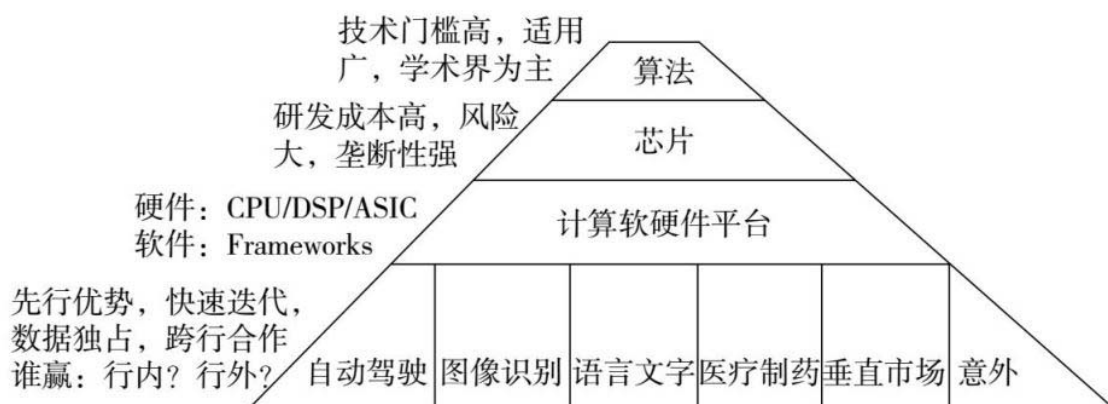 技术门槛高，适用
广，学术界为主
算法
研发成本高，风险
大，垄断性强
芯片
硬件：CPU/DSP/ASIC
软件：Frameworks
计算软硬件平台
先行优势，快速迭代，
数据独占，跨行合作
谁赢：行内？行外？
自动驾驶 图像识别 语言文字 医疗制药 垂直市场 意外